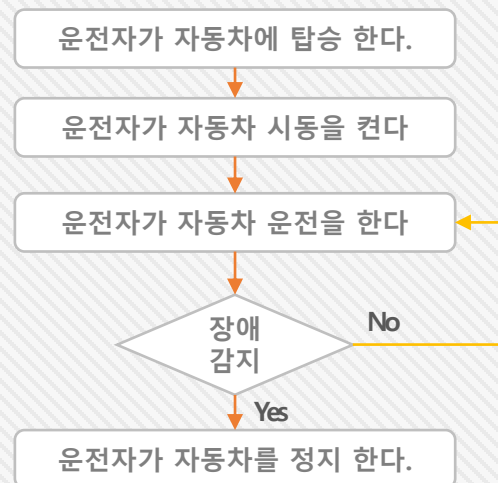 운전자가 자동차에 탑승 한다.
운전자가 자동차 시동을 켠다
운전자가 자동차 운전을 한다
장애
감지
No
Yes
운전자가 자동차를 정지 한다.